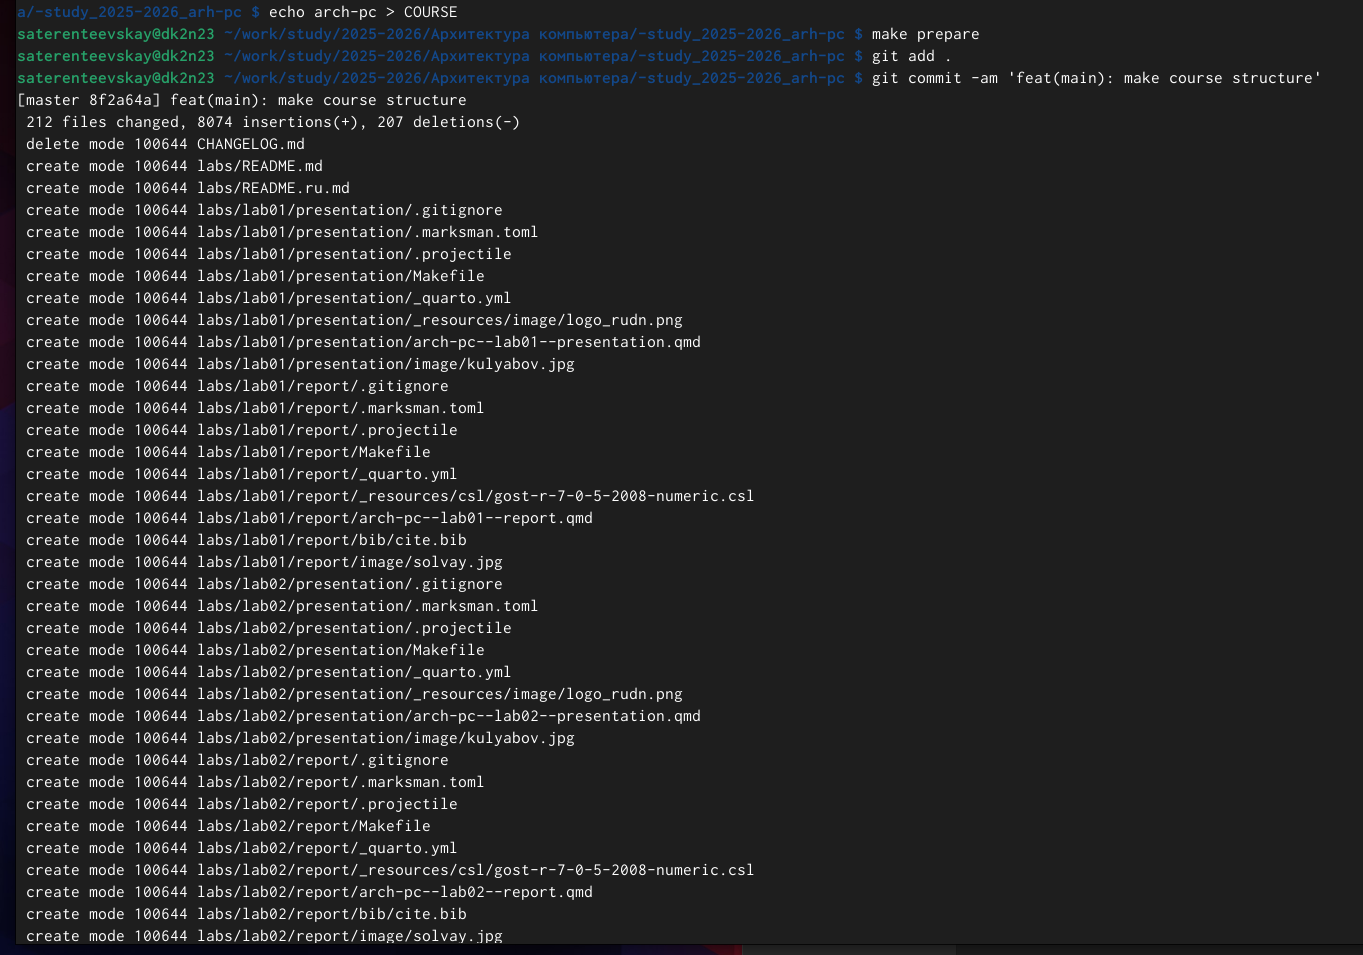 a/-study_2025-2026_arh-pc $ echo arch-pc > COURSE
saterenteevskay@dk2n23 ~/work/study/2025-2026/Архитектура компьютера/-study_2025-2026_arh-pc $ make prepare
saterenteevskay@dk2n23 ~/work/study/2025-2026/Архитектура компьютера/-study_2025-2026_arh-pc $ git add .
saterenteevskay@dk2n23 ~/work/study/2025-2026/Архитектура компьютера/-study_2025-2026_arh-pc $ git commit -am 'feat(main): make course structure'
[master 8f2a64a] feat(main): make course structure
 212 files changed, 8074 insertions(+), 207 deletions(-)
 delete mode 100644 CHANGELOG.md
 create mode 100644 labs/README.md
 create mode 100644 labs/README.ru.md
 create mode 100644 labs/lab01/presentation/.gitignore
 create mode 100644 labs/lab01/presentation/.marksman.toml
 create mode 100644 labs/lab01/presentation/.projectile
 create mode 100644 labs/lab01/presentation/Makefile
 create mode 100644 labs/lab01/presentation/_quarto.yml
 create mode 100644 labs/lab01/presentation/_resources/image/logo_rudn.png
 create mode 100644 labs/lab01/presentation/arch-pc--lab01--presentation.qmd
 create mode 100644 labs/lab01/presentation/image/kulyabov.jpg
 create mode 100644 labs/lab01/report/.gitignore
 create mode 100644 labs/lab01/report/.marksman.toml
 create mode 100644 labs/lab01/report/.projectile
 create mode 100644 labs/lab01/report/Makefile
 create mode 100644 labs/lab01/report/_quarto.yml
 create mode 100644 labs/lab01/report/_resources/csl/gost-r-7-0-5-2008-numeric.csl
 create mode 100644 labs/lab01/report/arch-pc--lab01--report.qmd
 create mode 100644 labs/lab01/report/bib/cite.bib
 create mode 100644 labs/lab01/report/image/solvay.jpg
 create mode 100644 labs/lab02/presentation/.gitignore
 create mode 100644 labs/lab02/presentation/.marksman.toml
 create mode 100644 labs/lab02/presentation/.projectile
 create mode 100644 labs/lab02/presentation/Makefile
 create mode 100644 labs/lab02/presentation/_quarto.yml
 create mode 100644 labs/lab02/presentation/_resources/image/logo_rudn.png
 create mode 100644 labs/lab02/presentation/arch-pc--lab02--presentation.qmd
 create mode 100644 labs/lab02/presentation/image/kulyabov.jpg
 create mode 100644 labs/lab02/report/.gitignore
 create mode 100644 labs/lab02/report/.marksman.toml
 create mode 100644 labs/lab02/report/.projectile
 create mode 100644 labs/lab02/report/Makefile
 create mode 100644 labs/lab02/report/_quarto.yml
 create mode 100644 labs/lab02/report/_resources/csl/gost-r-7-0-5-2008-numeric.csl
 create mode 100644 labs/lab02/report/arch-pc--lab02--report.qmd
 create mode 100644 labs/lab02/report/bib/cite.bib
 create mode 100644 labs/lab02/report/image/solvay.jpg